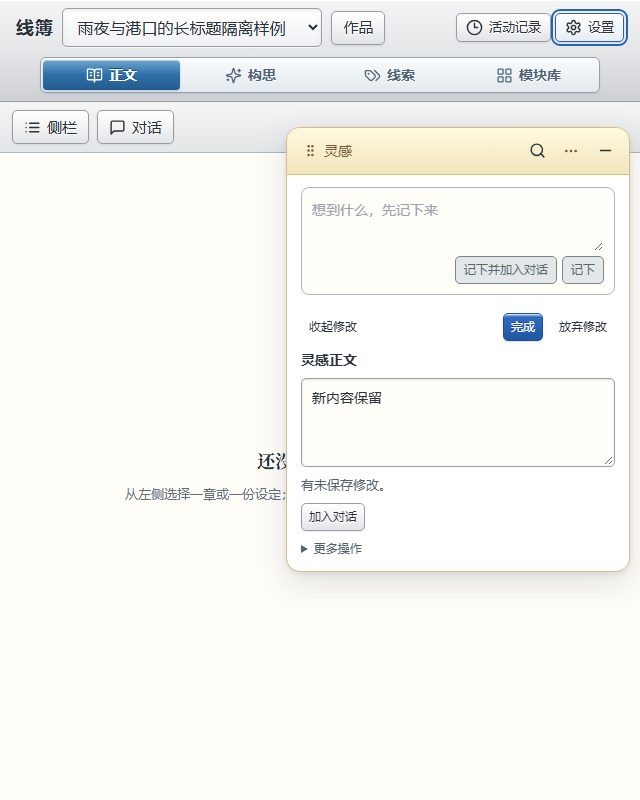 线簿 雨夜与港口的长标题隔离样例 作品 活动记录 设置
正文 构思 线索 模块库
侧栏 对话
灵感
想到什么，先记下来
记下并加入对话 记下
收起修改 完成 放弃修改
灵感正文
新内容保留
还
从左侧选择一章或一份设定；
有未保存修改。
加入对话
更多操作